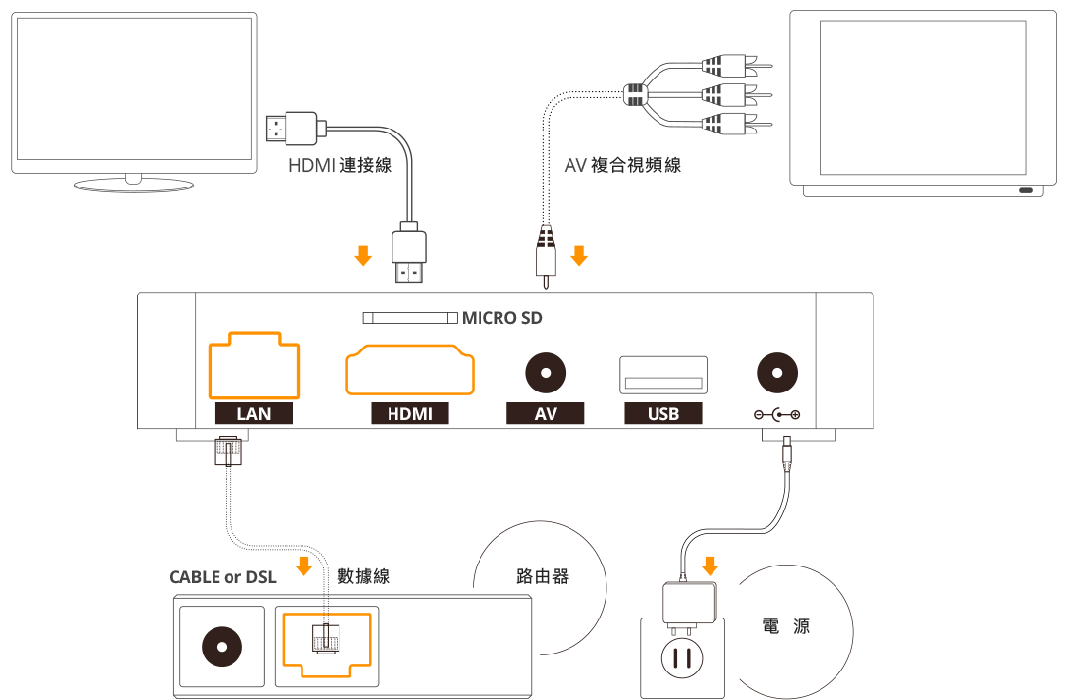 HDMI 連接線
AV 複合視頻線
MICRO SD
LAN
HDMI
AV
USB
CABLE or DSL
數據線
路由器
電 源